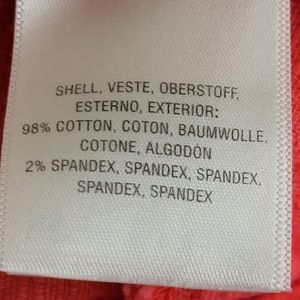 SHELL, VESTE, OBERSTOFF,
ESTERNO, EXTERIOR:
98% COTTON, COTON, BAUMWOLLE,
COTONE, ALGODÓN
2% SPANDEX, SPANDEX, SPANDEX,
SPANDEX, SPANDEX